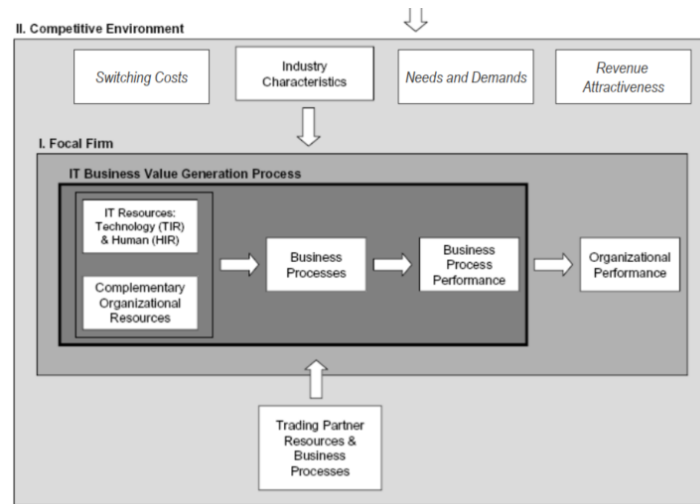 II. Competitive Environment
Switching Costs
Industry
Characteristics
Needs and Demands
Revenue
Attractiveness
I. Focal Firm
IT Business Value Generation Process
IT Resources:
Technology (TIR)
& Human (HIR)
Complementary
Organizational
Resources
Business
Processes
Business
Process
Performance
Organizational
Performance
Trading Partner
Resources &
Business
Processes